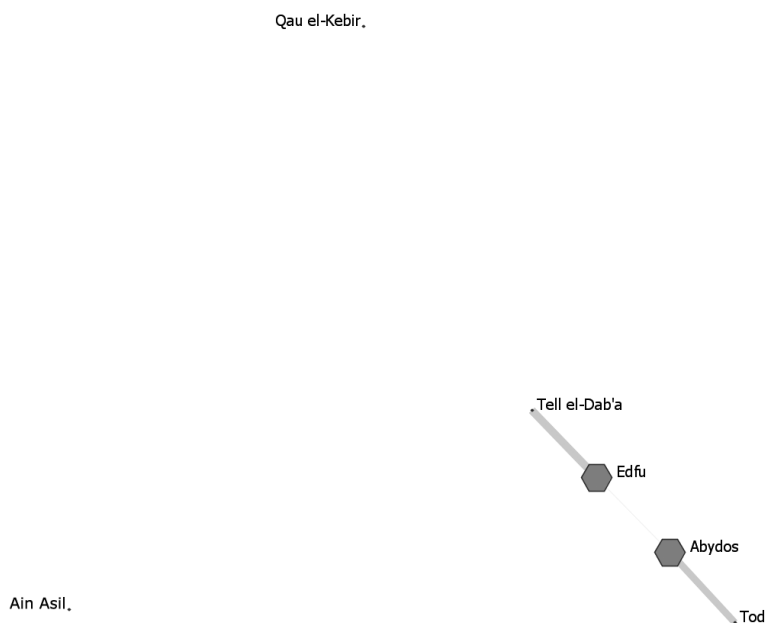 Qau el-Kebir
Tell el-Dab'a
Edfu
Abydos
Ain Asil
Tod